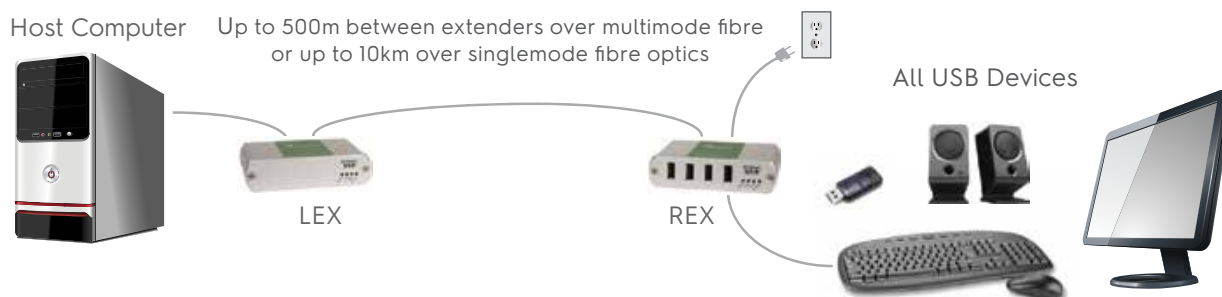 Host Computer
Up to 500m between extenders over multimode fibre
or up to 10km over singlemode fibre optics
All USB Devices
LEX
REX